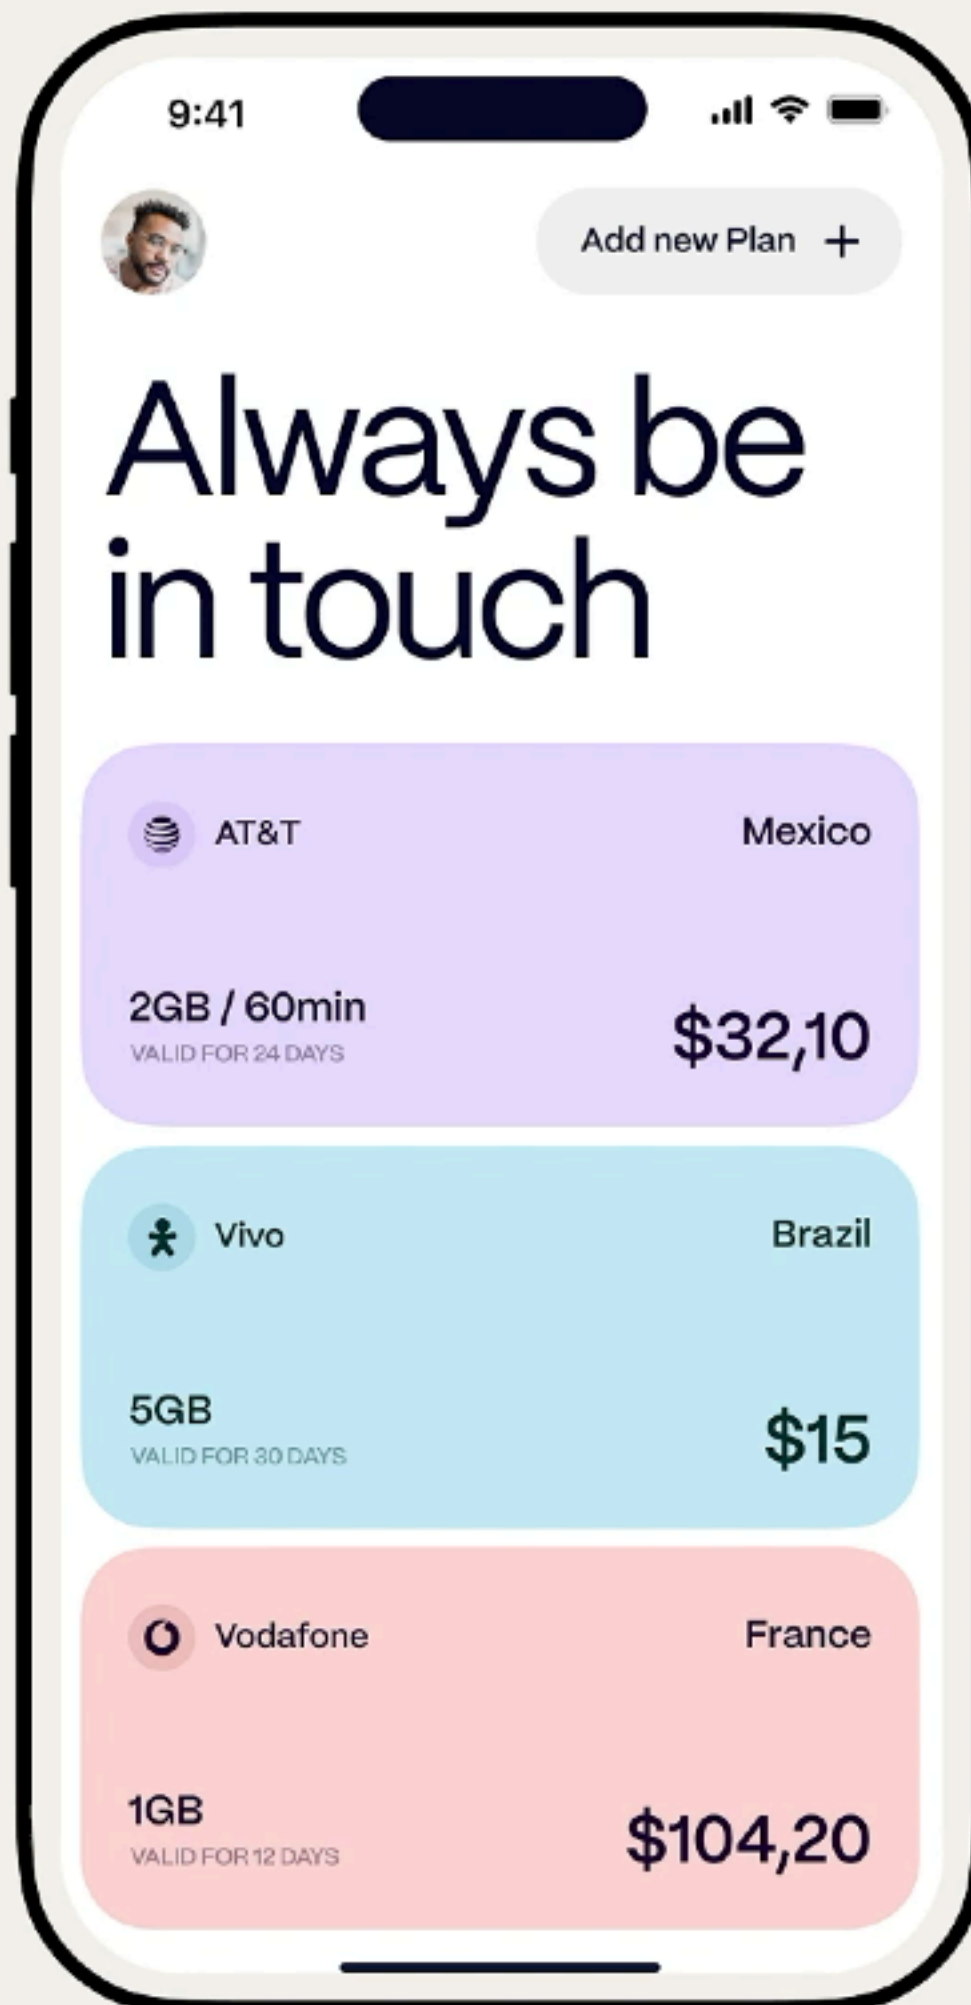 9:41
Add new Plan +
Always be
in touch
AT&T
Mexico
2GB / 60min
VALID FOR 24 DAYS
$32,10
Vivo
Brazil
5GB
VALID FOR 30 DAYS
$15
Vodafone
France
1GB
VALID FOR 12 DAYS
$104,20